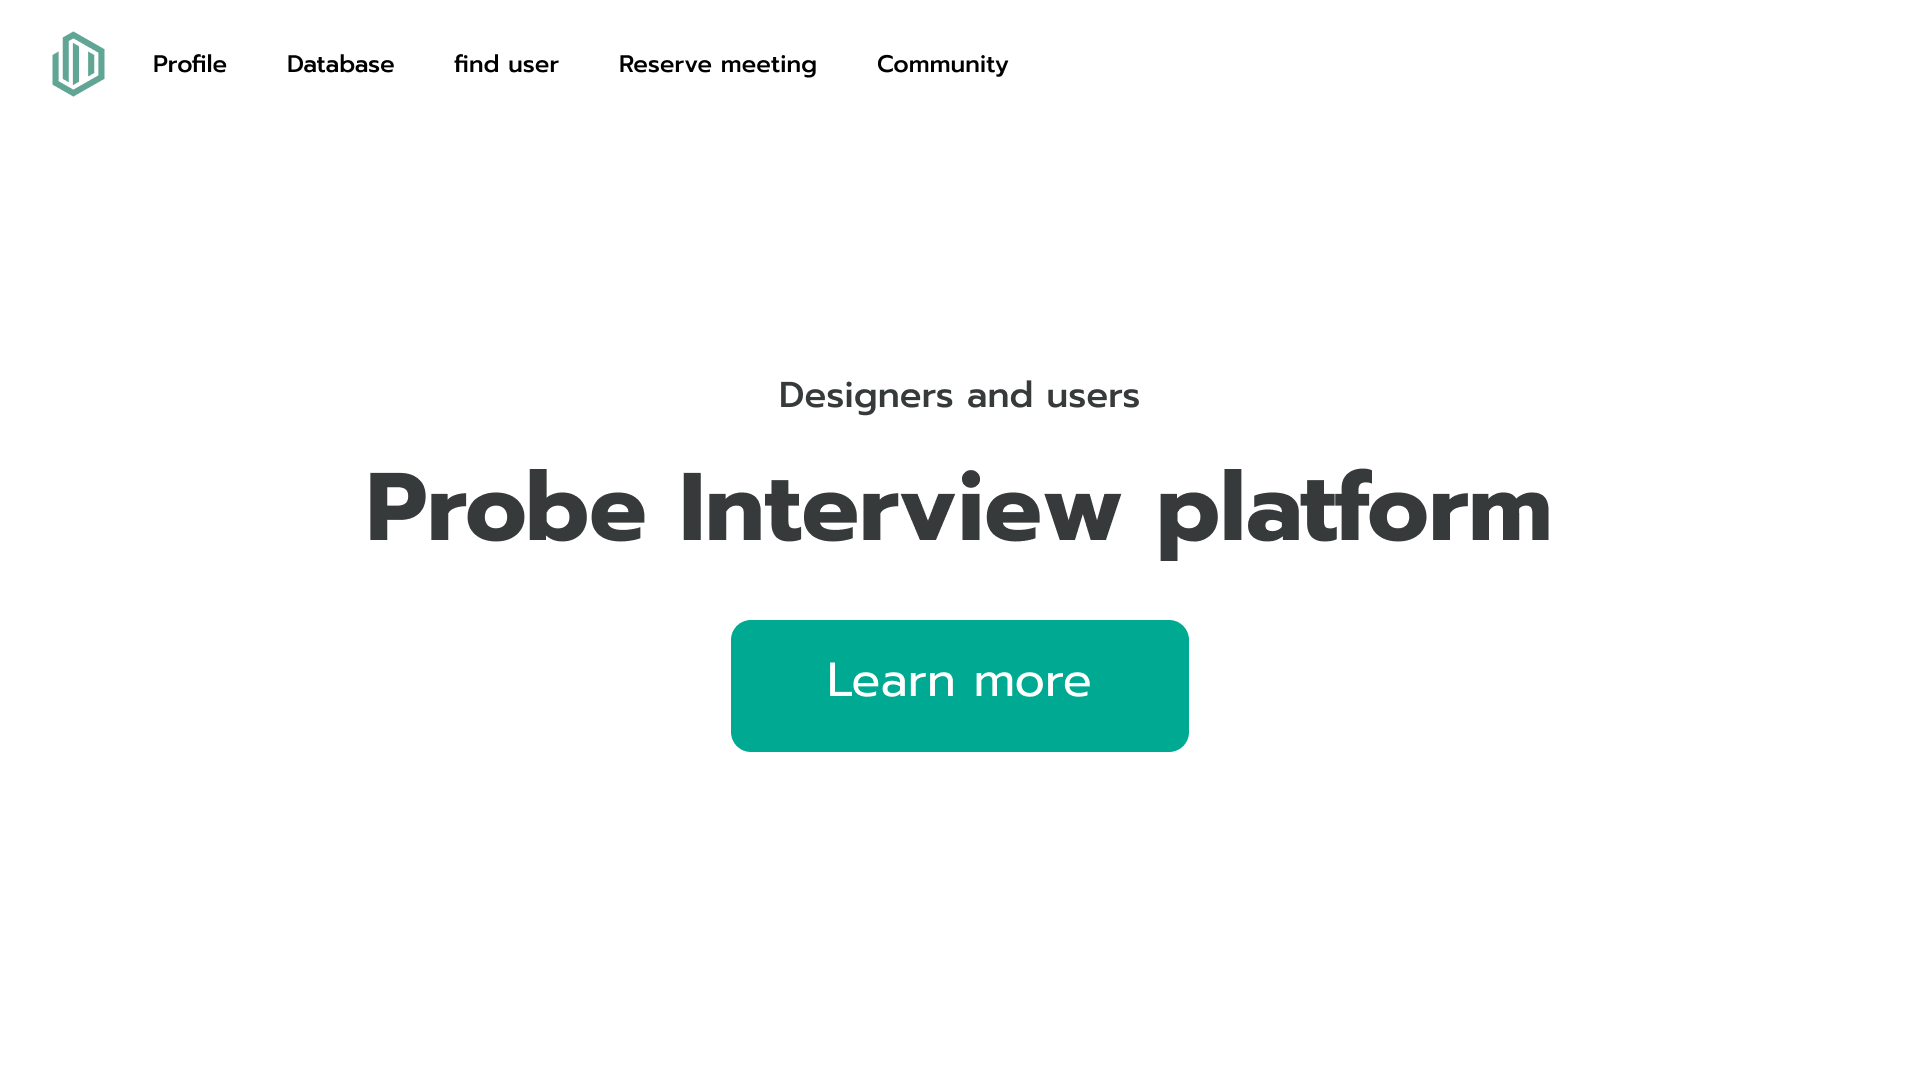 Profile Database find user Reserve meeting Community
Designers and users
Probe Interview platform
Learn more